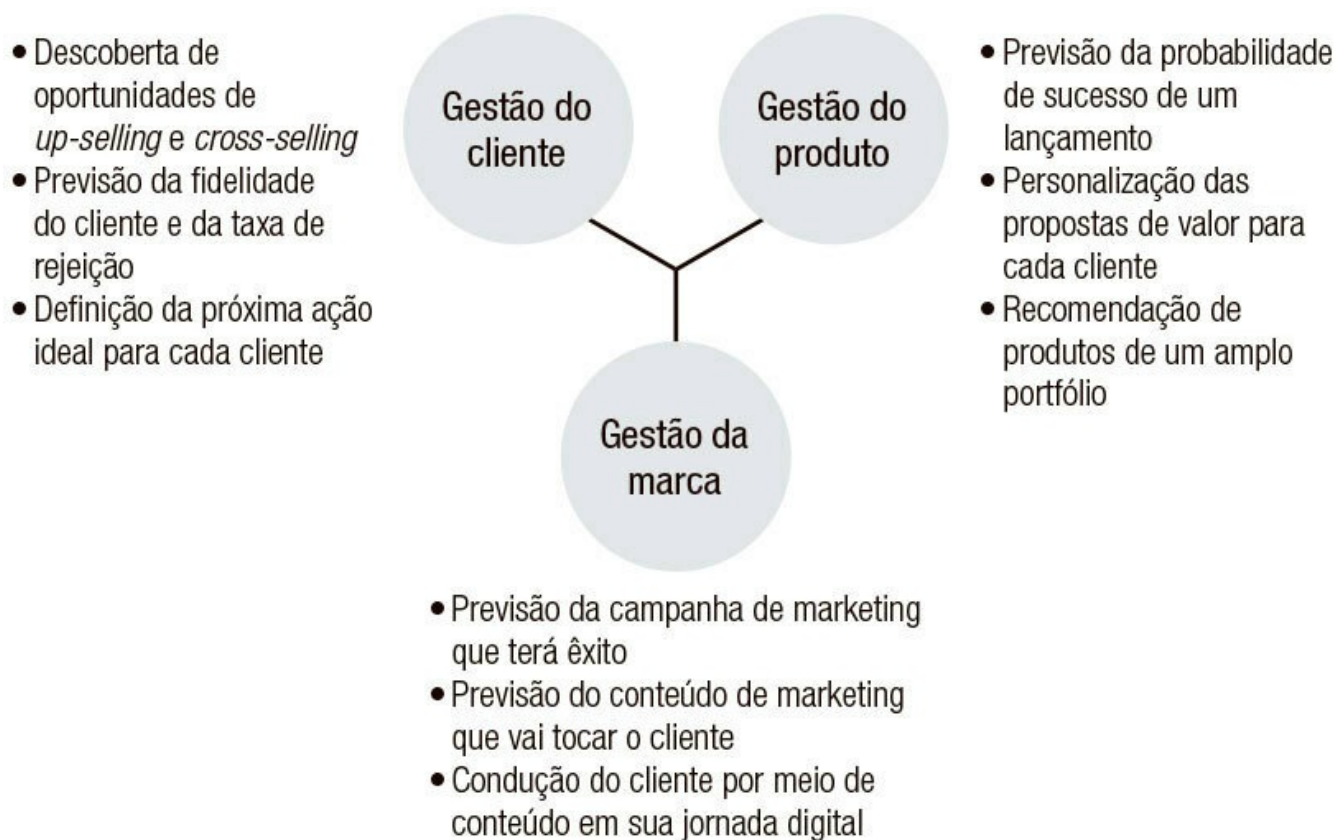 • Descoberta de
oportunidades de
up-selling e cross-selling
• Previsão da fidelidade
do cliente e da taxa de
rejeição
• Definição da próxima ação
ideal para cada cliente
Gestão do
cliente
Gestão do
produto
• Previsão da probabilidade
de sucesso de um
lançamento
• Personalização das
propostas de valor para
cada cliente
• Recomendação de
produtos de um amplo
portfólio
Gestão da
marca
• Previsão da campanha de marketing
que terá êxito
• Previsão do conteúdo de marketing
que vai tocar o cliente
• Condução do cliente por meio de
conteúdo em sua jornada digital